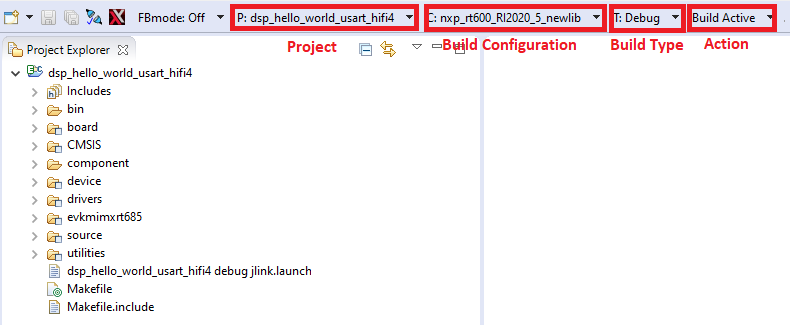 FBmode: Off
P: dsp_hello_world_usart_hifi4
C: nxp_rt600_RI2020_5_newlib
T: Debug
Build Active
Project Explorer
Project
Build Configuration
Build Type
Action
dsp_hello_world_usart_hifi4
Includes
bin
board
CMSIS
component
device
drivers
evkmimxrt685
source
utilities
dsp_hello_world_usart_hifi4 debug jlink.launch
Makefile
Makefile.include